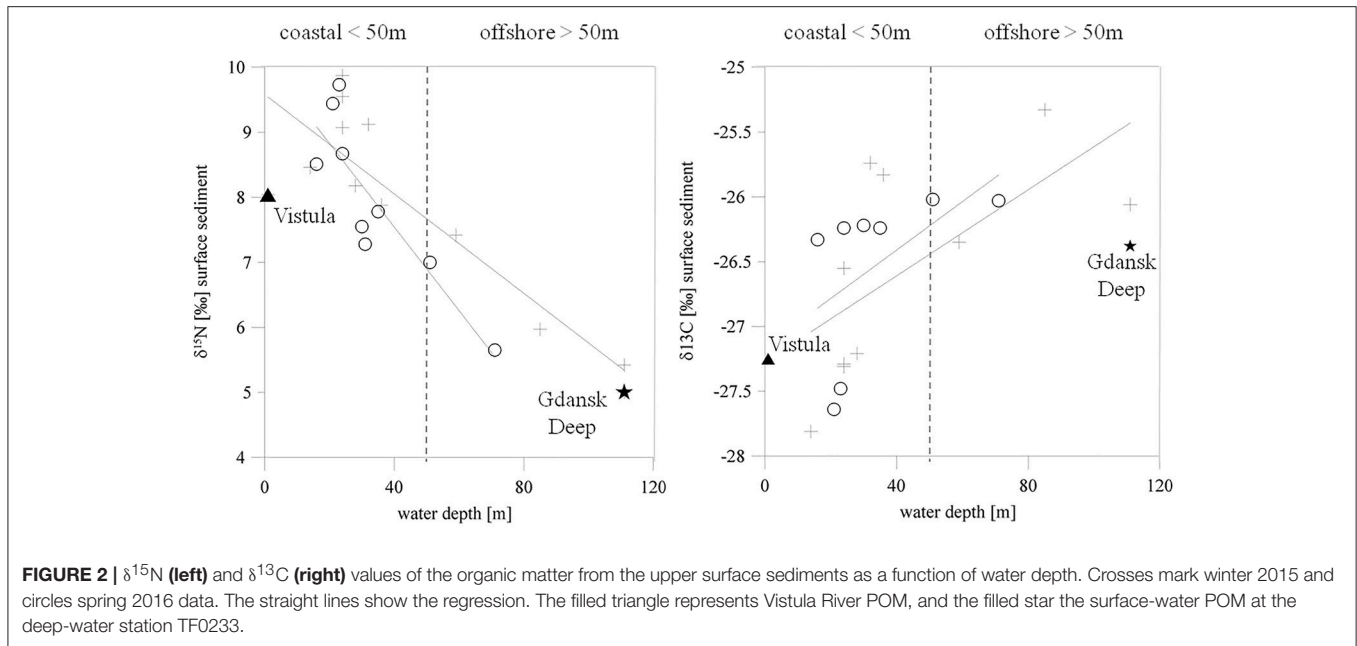 coastal < 50m
offshore > 50m
coastal < 50m
offshore > 50m
10
9
8
7
6
5
4
δ¹⁵N [‰] surface sediment
Vistula
Gdansk
Deep
0
40
80
120
water depth [m]
-25
-25.5
-26
-26.5
-27
-27.5
-28
δ13C [‰] surface sediment
Vistula
Gdansk
Deep
0
40
80
120
water depth [m]
FIGURE 2 | δ¹⁵N (left) and δ¹³C (right) values of the organic matter from the upper surface sediments as a function of water depth. Crosses mark winter 2015 and
circles spring 2016 data. The straight lines show the regression. The filled triangle represents Vistula River POM, and the filled star the surface-water POM at the
deep-water station TF0233.